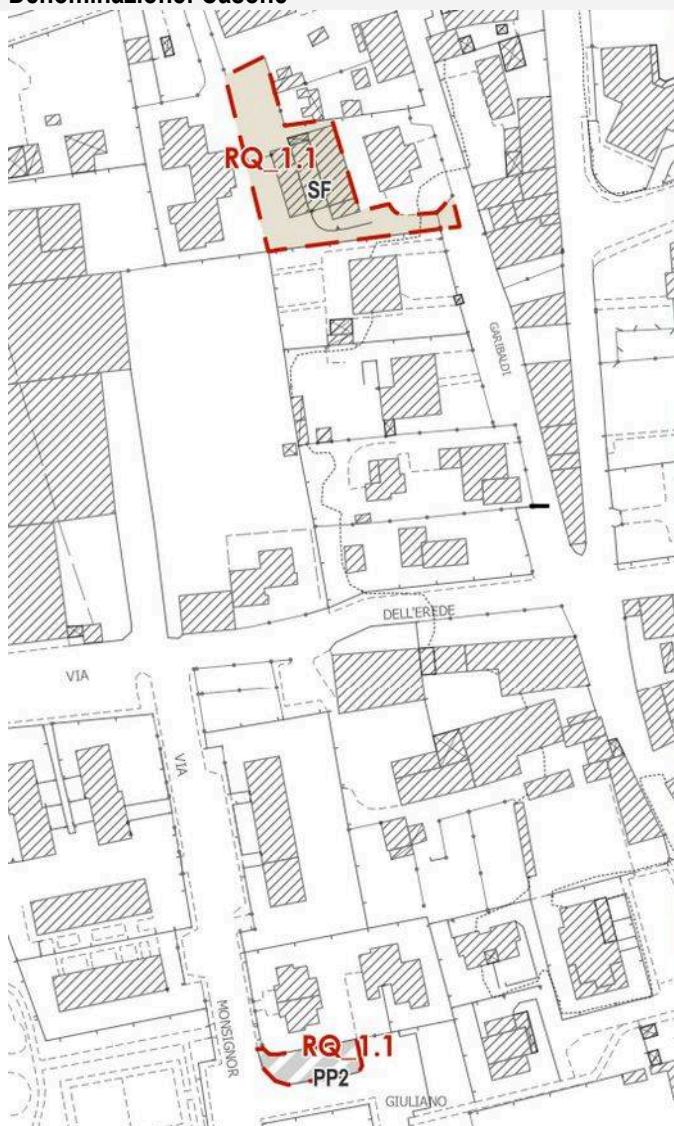 RQ_1.1
SF
GARIBALDI
DELL'EREDE
VIA
VIA
MONSIGNOR
RQ_1.1
PP2
GIULIANO